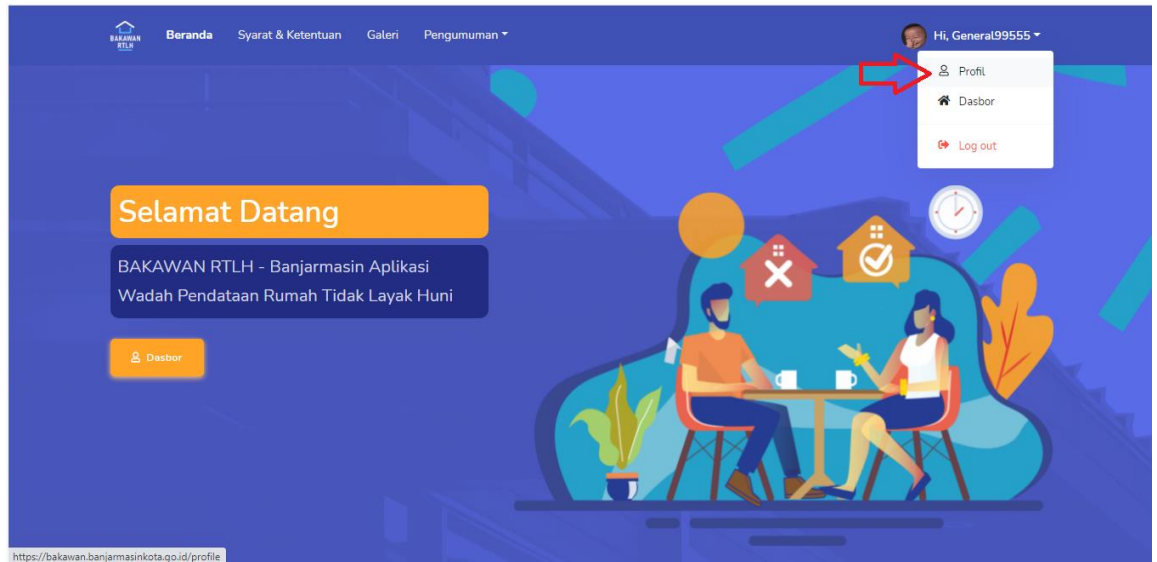 BAKAWAN
RTLH
Beranda
Syarat & Ketentuan
Galeri
Pengumuman
Hi, General99555
Profil
Dasbor
Log out
Selamat Datang
BAKAWAN RTLH - Banjarmasin Aplikasi
Wadah Pendataan Rumah Tidak Layak Huni
Dasbor
https://bakawan.banjarmasinkota.go.id/profile